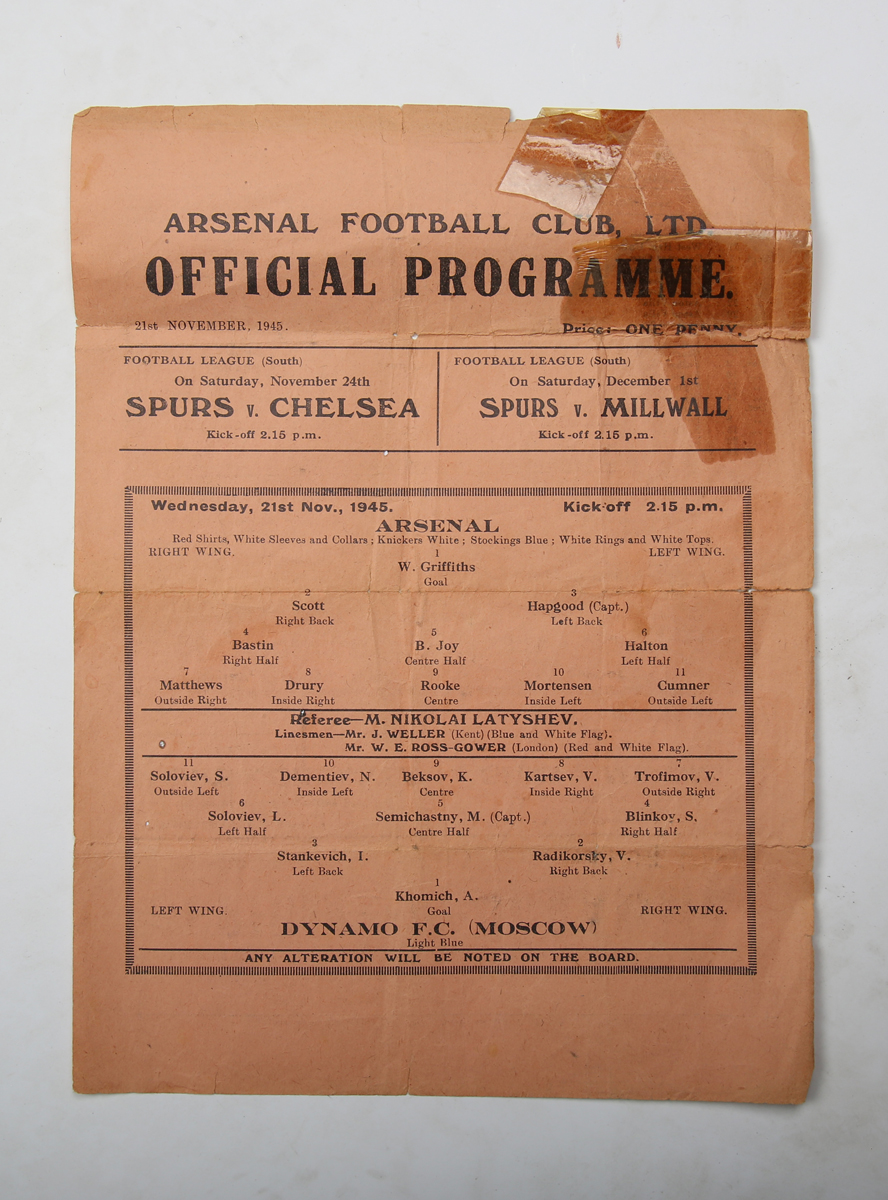 ARSENAL FOOTBALL CLUB, LTD
OFFICIAL PROGRAMME.
21st NOVEMBER, 1945. Price:—ONE PENNY.
FOOTBALL LEAGUE (South)
On Saturday, November 24th
SPURS v. CHELSEA
Kick-off 2.15 p.m.
FOOTBALL LEAGUE (South)
On Saturday, December 1st
SPURS v. MILLWALL
Kick-off 2.15 p.m.
Wednesday, 21st Nov., 1945. Kick-off 2.15 p.m.
ARSENAL
Red Shirts, White Sleeves and Collars ; Knickers White ; Stockings Blue ; White Rings and White Tops.
RIGHT WING. 1 LEFT WING.
W. Griffiths
Goal
2 3
Scott Hapgood (Capt.)
Right Back Left Back
4 5 6
Bastin B. Joy Halton
Right Half Centre Half Left Half
7 8 9 10 11
Matthews Drury Rooke Mortensen Cumner
Outside Right Inside Right Centre Inside Left Outside Left
Referee—M. NIKOLAI LATYSHEV.
Linesmen—Mr. J. WELLER (Kent) (Blue and White Flag).
Mr. W. E. ROSS-GOWER (London) (Red and White Flag).
11 10 9 8 7
Soloviev, S. Dementiev, N. Beksov, K. Kartsev, V. Trofimov, V.
Outside Left Inside Left Centre Inside Right Outside Right
6 5 4
Soloviev, L. Semichastny, M. (Capt.) Blinkov, S.
Left Half Centre Half Right Half
3 2
Stankevich, I. Radikorsky, V.
Left Back Right Back
1
Khomich, A.
LEFT WING. Goal RIGHT WING.
DYNAMO F.C. (MOSCOW)
Light Blue
ANY ALTERATION WILL BE NOTED ON THE BOARD.